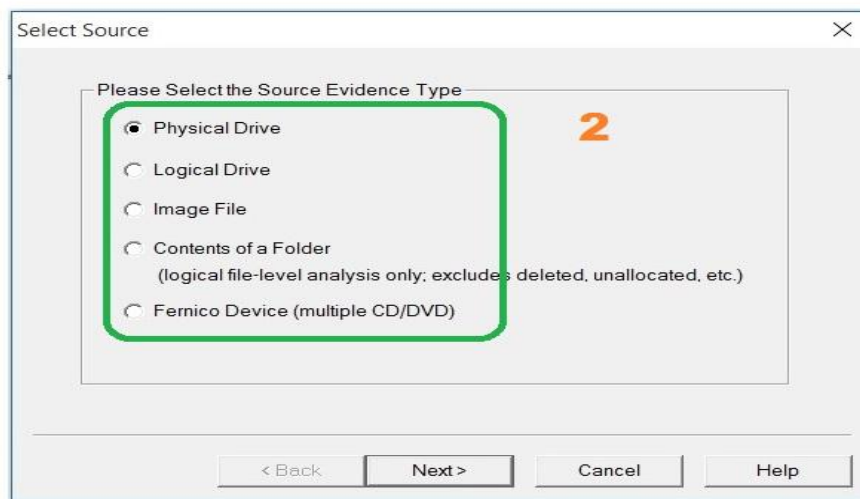 Select Source
Please Select the Source Evidence Type
2
Physical Drive
Logical Drive
Image File
Contents of a Folder
(logical file-level analysis only; excludes deleted, unallocated, etc.)
Fernico Device (multiple CD/DVD)
< Back
Next >
Cancel
Help